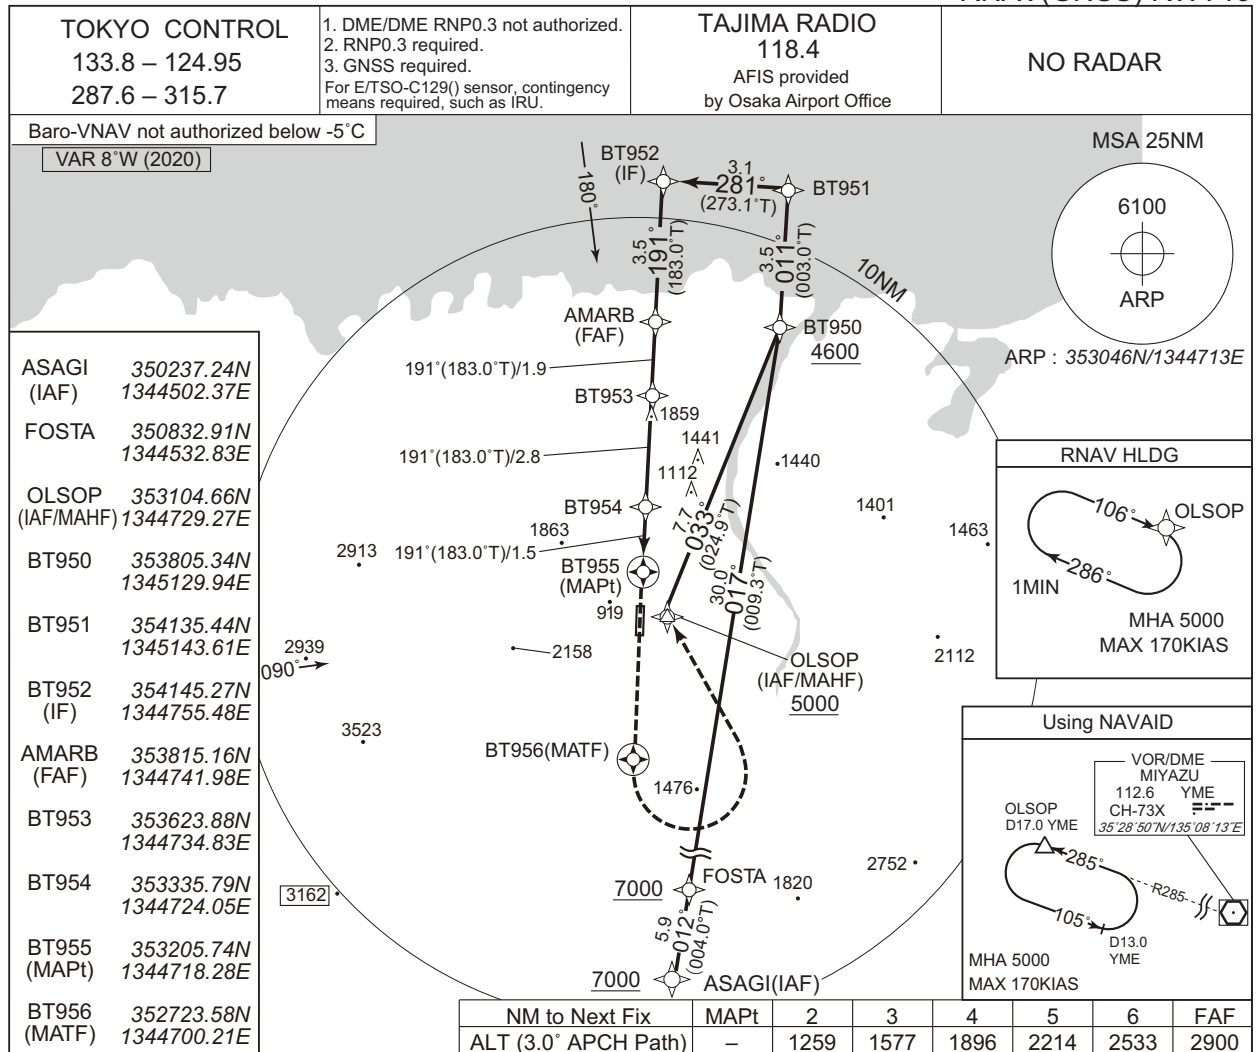 TOKYO CONTROL
133.8 – 124.95
287.6 – 315.7
1. DME/DME RNP0.3 not authorized.
2. RNP0.3 required.
3. GNSS required.
For E/TSO-C129() sensor, contingency
means required, such as IRU.
TAJIMA RADIO
118.4
AFIS provided
by Osaka Airport Office
NO RADAR
Baro-VNAV not authorized below -5˚C
VAR 8˚W (2020)
MSA 25NM
6100
ARP
ARP : 353046N/1344713E
180˚
BT952
(IF)
3.1
281˚
(273.1˚T)
BT951
3.5
191˚
(183.0˚T)
3.5
011˚
(003.0˚T)
10NM
AMARB
(FAF)
BT950
4600
191˚(183.0˚T)/1.9
BT953
1859
191˚(183.0˚T)/2.8
1441
1112
1440
1401
1463
BT954
1863
191˚(183.0˚T)/1.5
2913
BT955
(MAPt)
919
7.7
033˚
(024.9˚T)
30.0
017˚
(009.3˚T)
2939
090˚
2158
OLSOP
(IAF/MAHF)
5000
2112
3523
BT956(MATF)
1476
FOSTA
7000
1820
2752
3162
5.9
012˚
(004.0˚T)
7000
ASAGI(IAF)
ASAGI 350237.24N
(IAF) 1344502.37E
FOSTA 350832.91N
1344532.83E
OLSOP 353104.66N
(IAF/MAHF) 1344729.27E
BT950 353805.34N
1345129.94E
BT951 354135.44N
1345143.61E
BT952 354145.27N
(IF) 1344755.48E
AMARB 353815.16N
(FAF) 1344741.98E
BT953 353623.88N
1344734.83E
BT954 353335.79N
1344724.05E
BT955 353205.74N
(MAPt) 1344718.28E
BT956 352723.58N
(MATF) 1344700.21E
RNAV HLDG
106˚
OLSOP
286˚
1MIN
MHA 5000
MAX 170KIAS
Using NAVAID
VOR/DME
MIYAZU
112.6 YME
CH-73X
35˚28´50˝N/135˚08´13˝E
OLSOP
D17.0 YME
285˚
R285
105˚
D13.0
YME
MHA 5000
MAX 170KIAS
NM to Next Fix MAPt 2 3 4 5 6 FAF
ALT (3.0˚ APCH Path) – 1259 1577 1896 2214 2533 2900